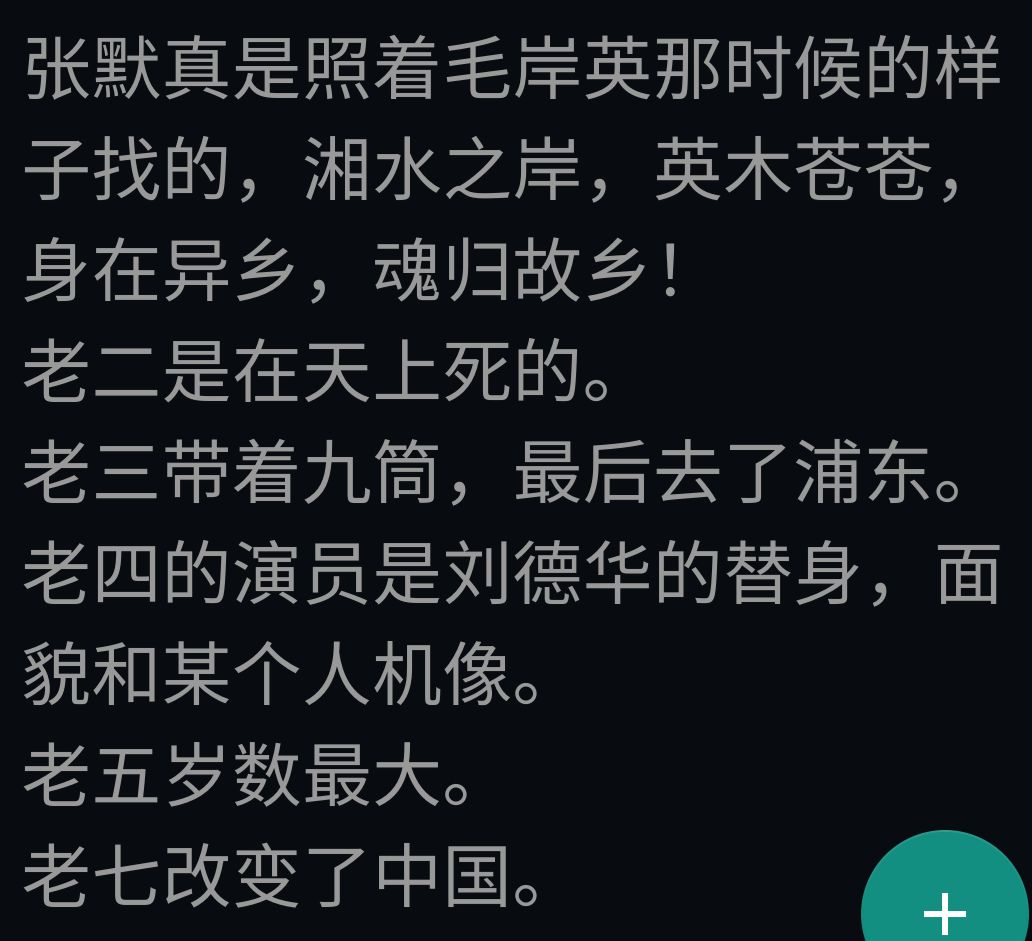 张默真是照着毛岸英那时候的样
子找的，湘水之岸，英木苍苍，
身在异乡，魂归故乡！
老二是在天上死的。
老三带着九筒，最后去了浦东。
老四的演员是刘德华的替身，面
貌和某个人机像。
老五岁数最大。
老七改变了中国。